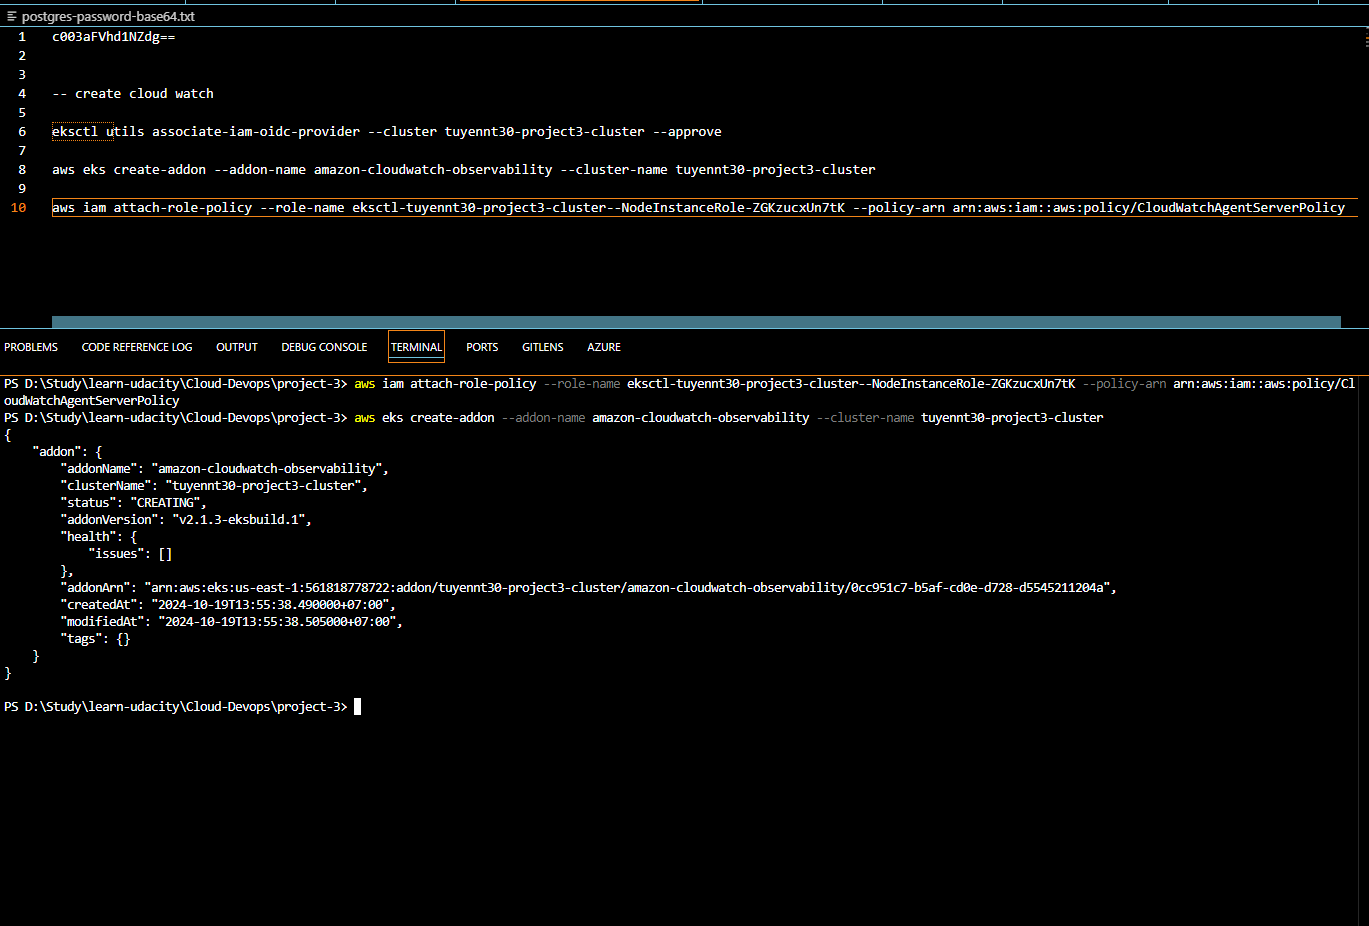 postgres-password-base64.txt
1 c003aFVhd1NZdg==
2
3
4 -- create cloud watch
5
6 eksctl utils associate-iam-oidc-provider --cluster tuyennt30-project3-cluster --approve
7
8 aws eks create-addon --addon-name amazon-cloudwatch-observability --cluster-name tuyennt30-project3-cluster
9
10 aws iam attach-role-policy --role-name eksctl-tuyennt30-project3-cluster--NodeInstanceRole-ZGKzucxUn7tK --policy-arn arn:aws:iam::aws:policy/CloudWatchAgentServerPolicy
PROBLEMS CODE REFERENCE LOG OUTPUT DEBUG CONSOLE TERMINAL PORTS GITLENS AZURE
PS D:\Study\learn-udacity\Cloud-Devops\project-3> aws iam attach-role-policy --role-name eksctl-tuyennt30-project3-cluster--NodeInstanceRole-ZGKzucxUn7tK --policy-arn arn:aws:iam::aws:policy/Cl
oudWatchAgentServerPolicy
PS D:\Study\learn-udacity\Cloud-Devops\project-3> aws eks create-addon --addon-name amazon-cloudwatch-observability --cluster-name tuyennt30-project3-cluster
{
    "addon": {
        "addonName": "amazon-cloudwatch-observability",
        "clusterName": "tuyennt30-project3-cluster",
        "status": "CREATING",
        "addonVersion": "v2.1.3-eksbuild.1",
        "health": {
            "issues": []
        },
        "addonArn": "arn:aws:eks:us-east-1:561818778722:addon/tuyennt30-project3-cluster/amazon-cloudwatch-observability/0cc951c7-b5af-cd0e-d728-d5545211204a",
        "createdAt": "2024-10-19T13:55:38.490000+07:00",
        "modifiedAt": "2024-10-19T13:55:38.505000+07:00",
        "tags": {}
    }
}
PS D:\Study\learn-udacity\Cloud-Devops\project-3>